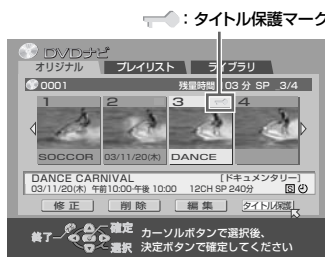 ：タイトル保護マーク
DVDナビ
オリジナル プレイリスト ライブラリ
0001 残量時間 03分 SP _3/4
1 2 3 4
SOCCOR 03/11/20(木) DANCE
DANCE CARNIVAL [ドキュメンタリー]
03/11/20(木) 午前10:00-午後 10:00 12CH SP 240分 S
修正 削除 編集 タイトル保護
終了 確定 選択 カーソルボタンで選択後、
決定ボタンで確定してください